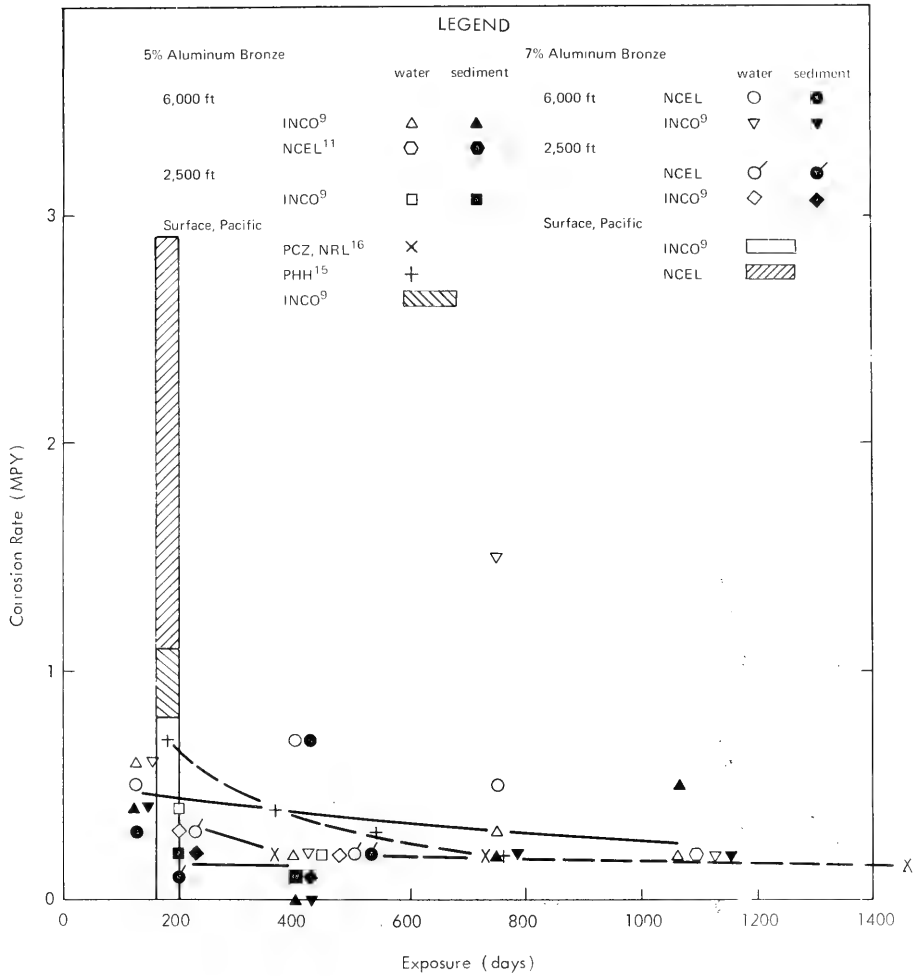 LEGEND
5% Aluminum Bronze
water sediment
6,000 ft
INCO9
NCEL11
2,500 ft
INCO9
Surface, Pacific
PCZ, NRL16
PHH15
INCO9
7% Aluminum Bronze
water sediment
6,000 ft NCEL
INCO9
2,500 ft
NCEL
INCO9
Surface, Pacific
INCO9
NCEL
Corrosion Rate (MPY)
3
2
1
0
0 200 400 600 800 1000 1200 1400
Exposure (days)